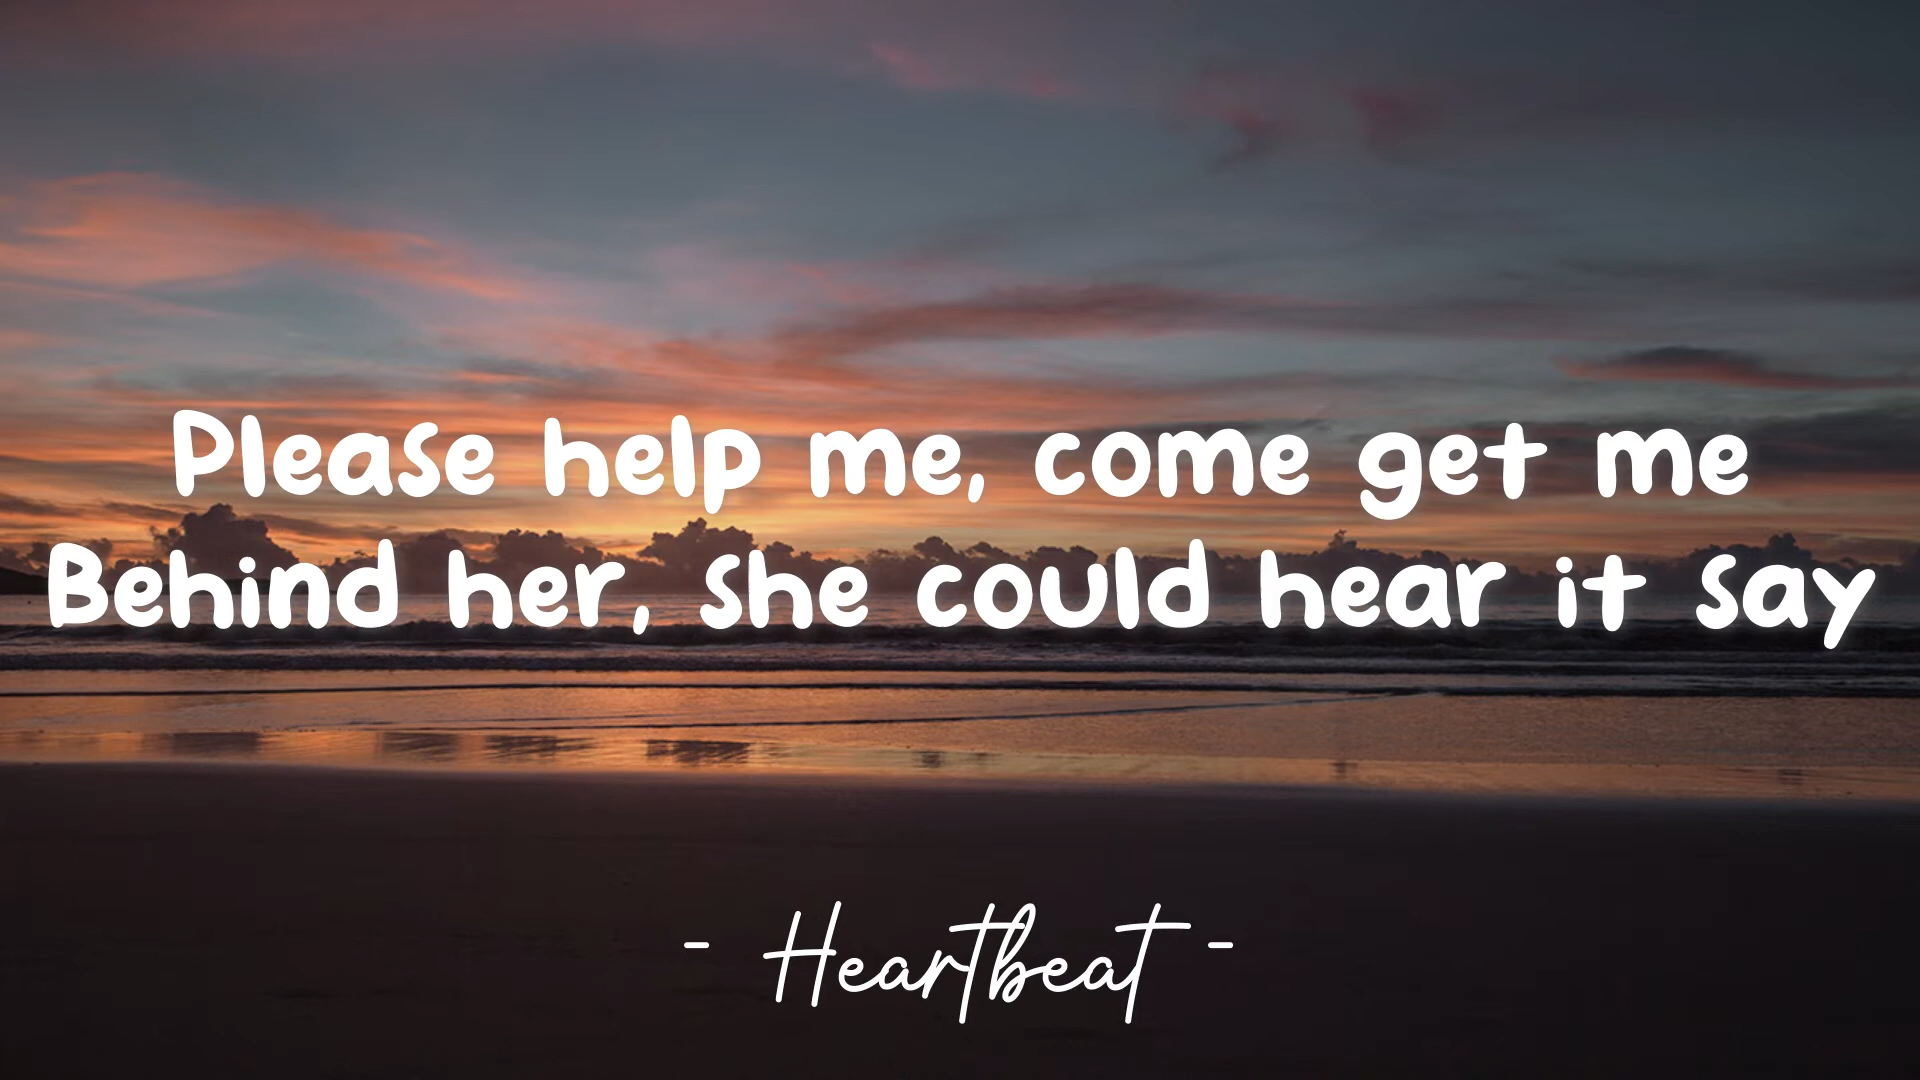 Please help me, come get me
Behind her, she could hear it say
- Heartbeat -